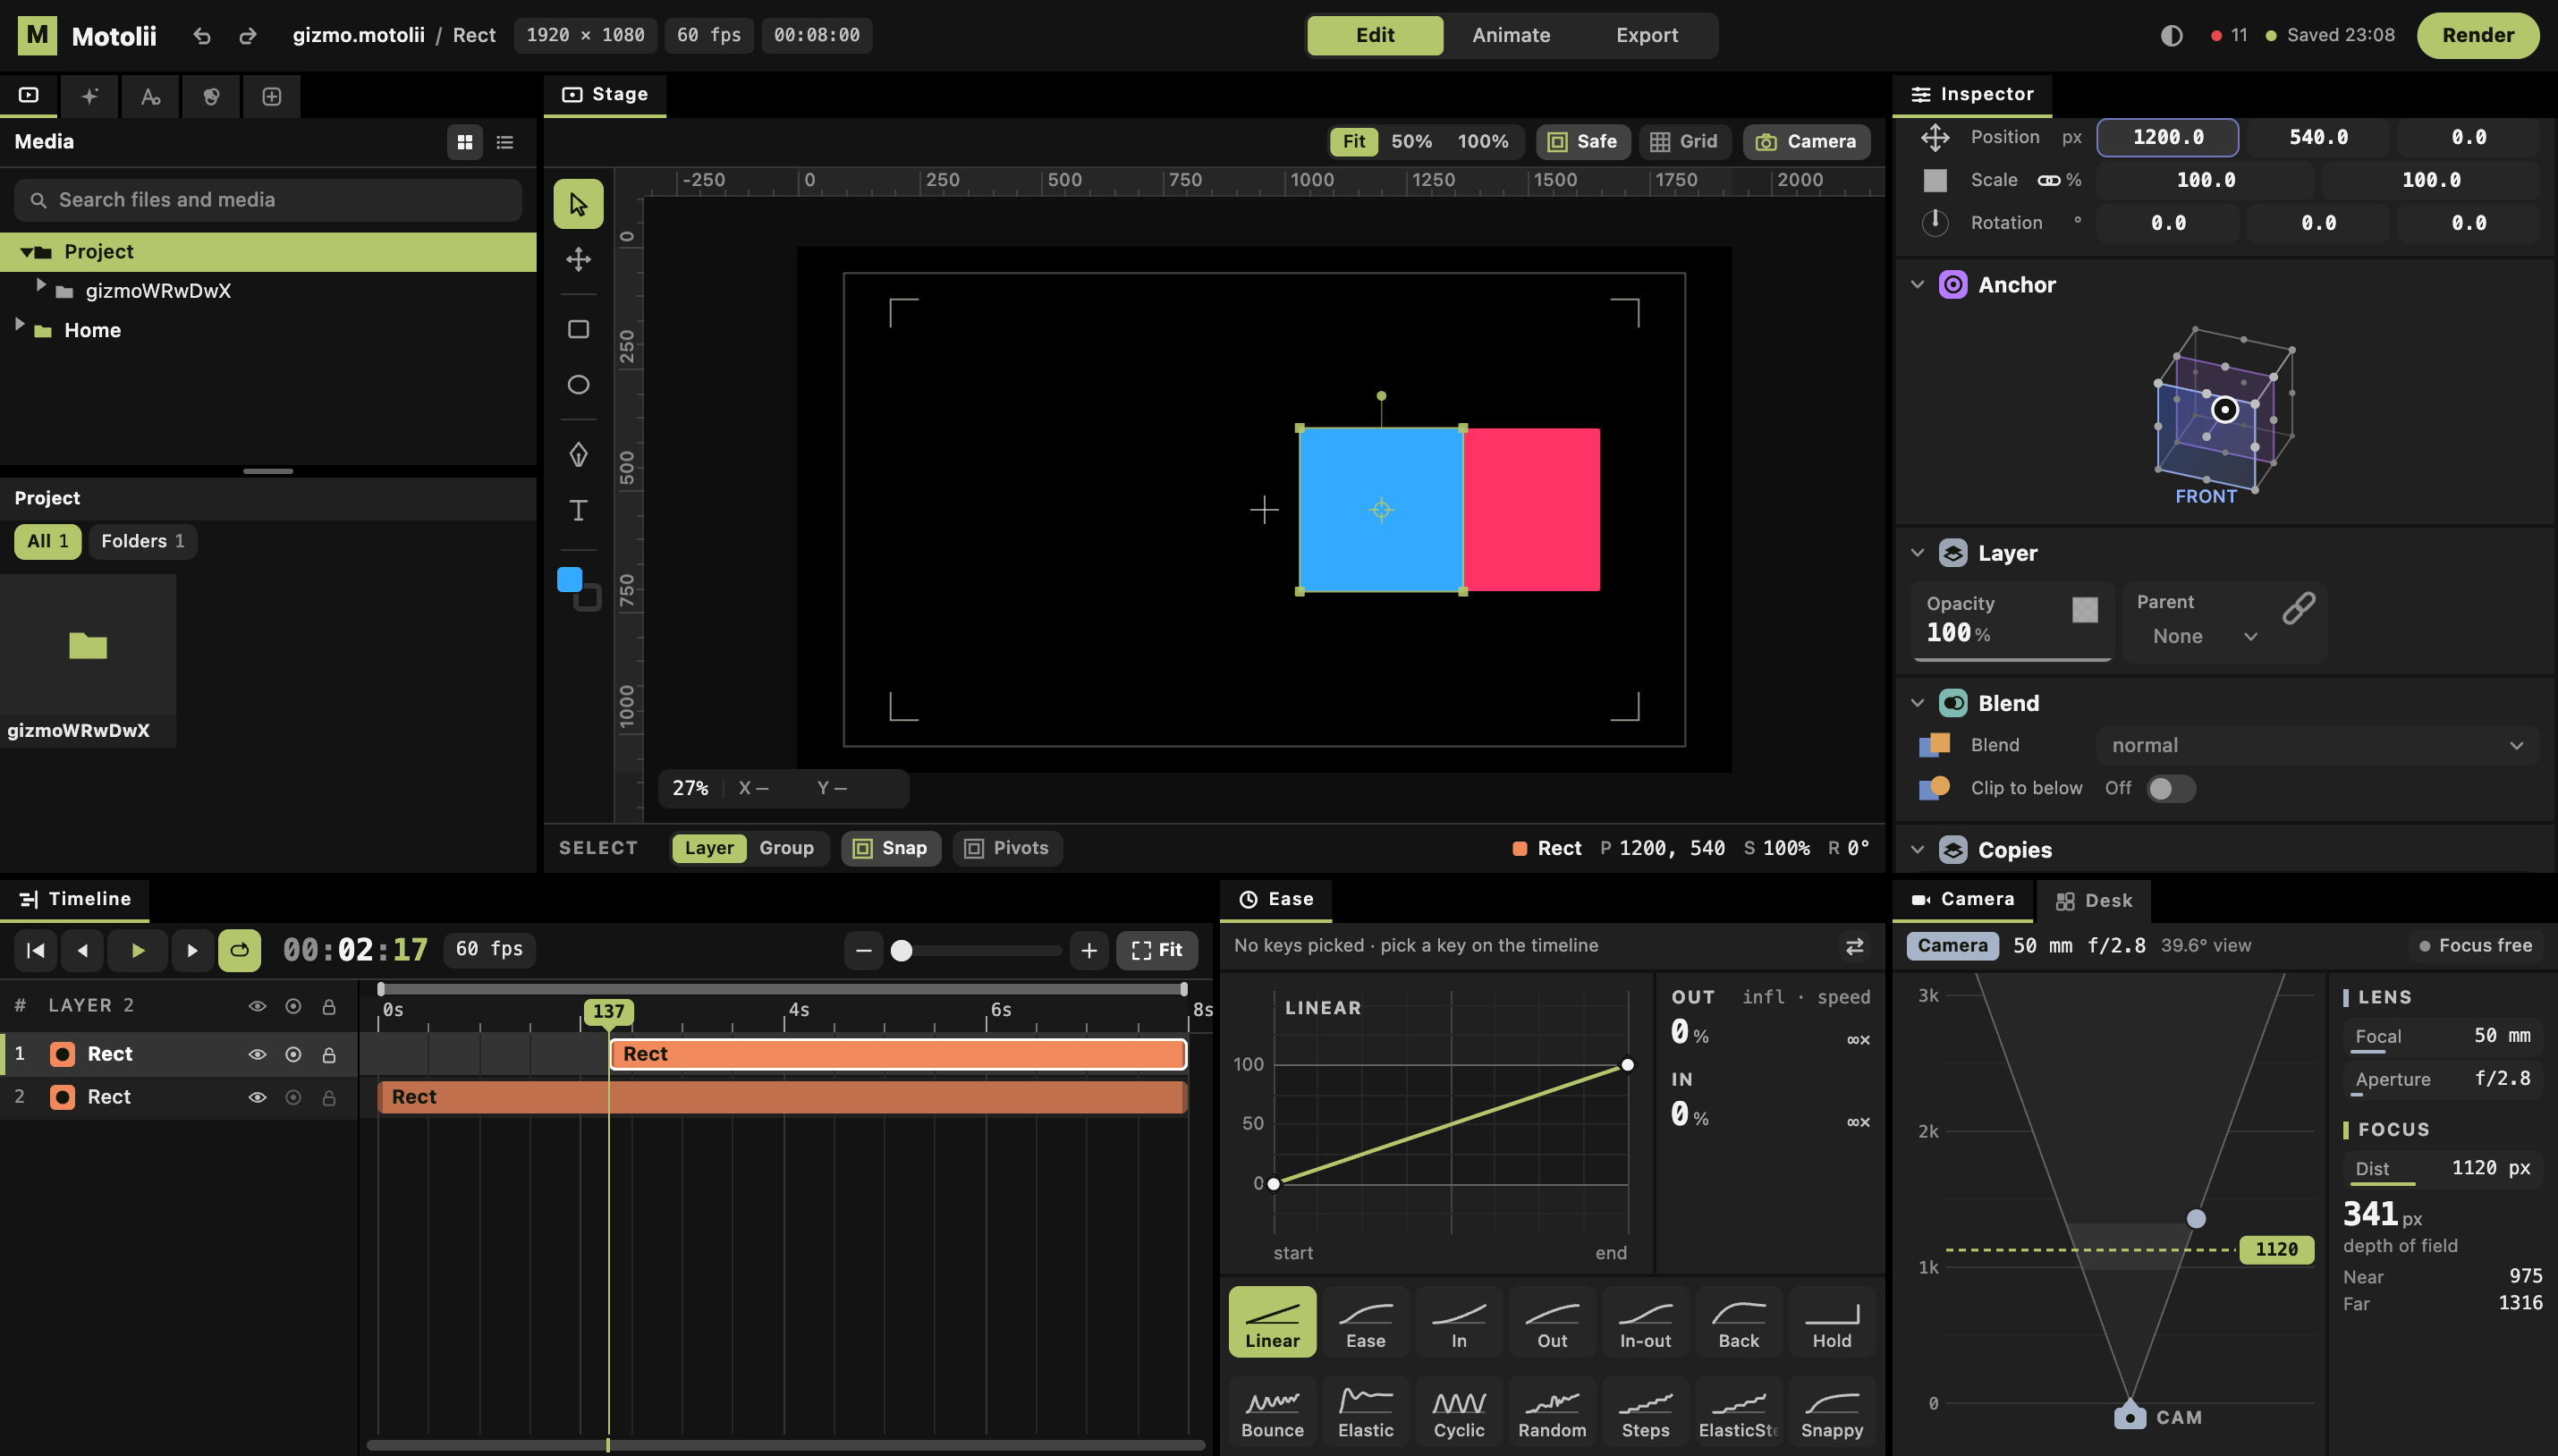 M Motolii gizmo.motolii / Rect 1920 × 1080 60 fps 00:08:00 Edit Animate Export 11 Saved 23:08 Render
Media
Search files and media
Project
gizmoWRwDwX
Home
Project
All 1 Folders 1
gizmoWRwDwX
Stage
Fit 50% 100% Safe Grid Camera
-250 0 250 500 750 1000 1250 1500 1750 2000
0
250
500
750
1000
T
FRONT
27% X — Y —
SELECT Layer Group Snap Pivots Rect P 1200, 540 S 100% R 0°
Inspector
Position px 1200.0 540.0 0.0
Scale % 100.0 100.0
Rotation ° 0.0 0.0 0.0
Anchor
Layer
Opacity
100 %
Parent
None
Blend
Blend normal
Clip to below Off
Copies
Timeline
00:02:17 60 fps Fit
# LAYER 2
0s 137 4s 6s 8s
1 Rect Rect
2 Rect Rect
Ease
No keys picked · pick a key on the timeline
LINEAR
100
50
0
start end
OUT infl · speed
0 % ∞×
IN
0 % ∞×
Linear Ease In Out In-out Back Hold
Bounce Elastic Cyclic Random Steps ElasticSte Snappy
Camera Desk
Camera 50 mm f/2.8 39.6° view Focus free
3k
2k
1k
0
1120
CAM
LENS
Focal 50 mm
Aperture f/2.8
FOCUS
Dist 1120 px
341 px
depth of field
Near 975
Far 1316